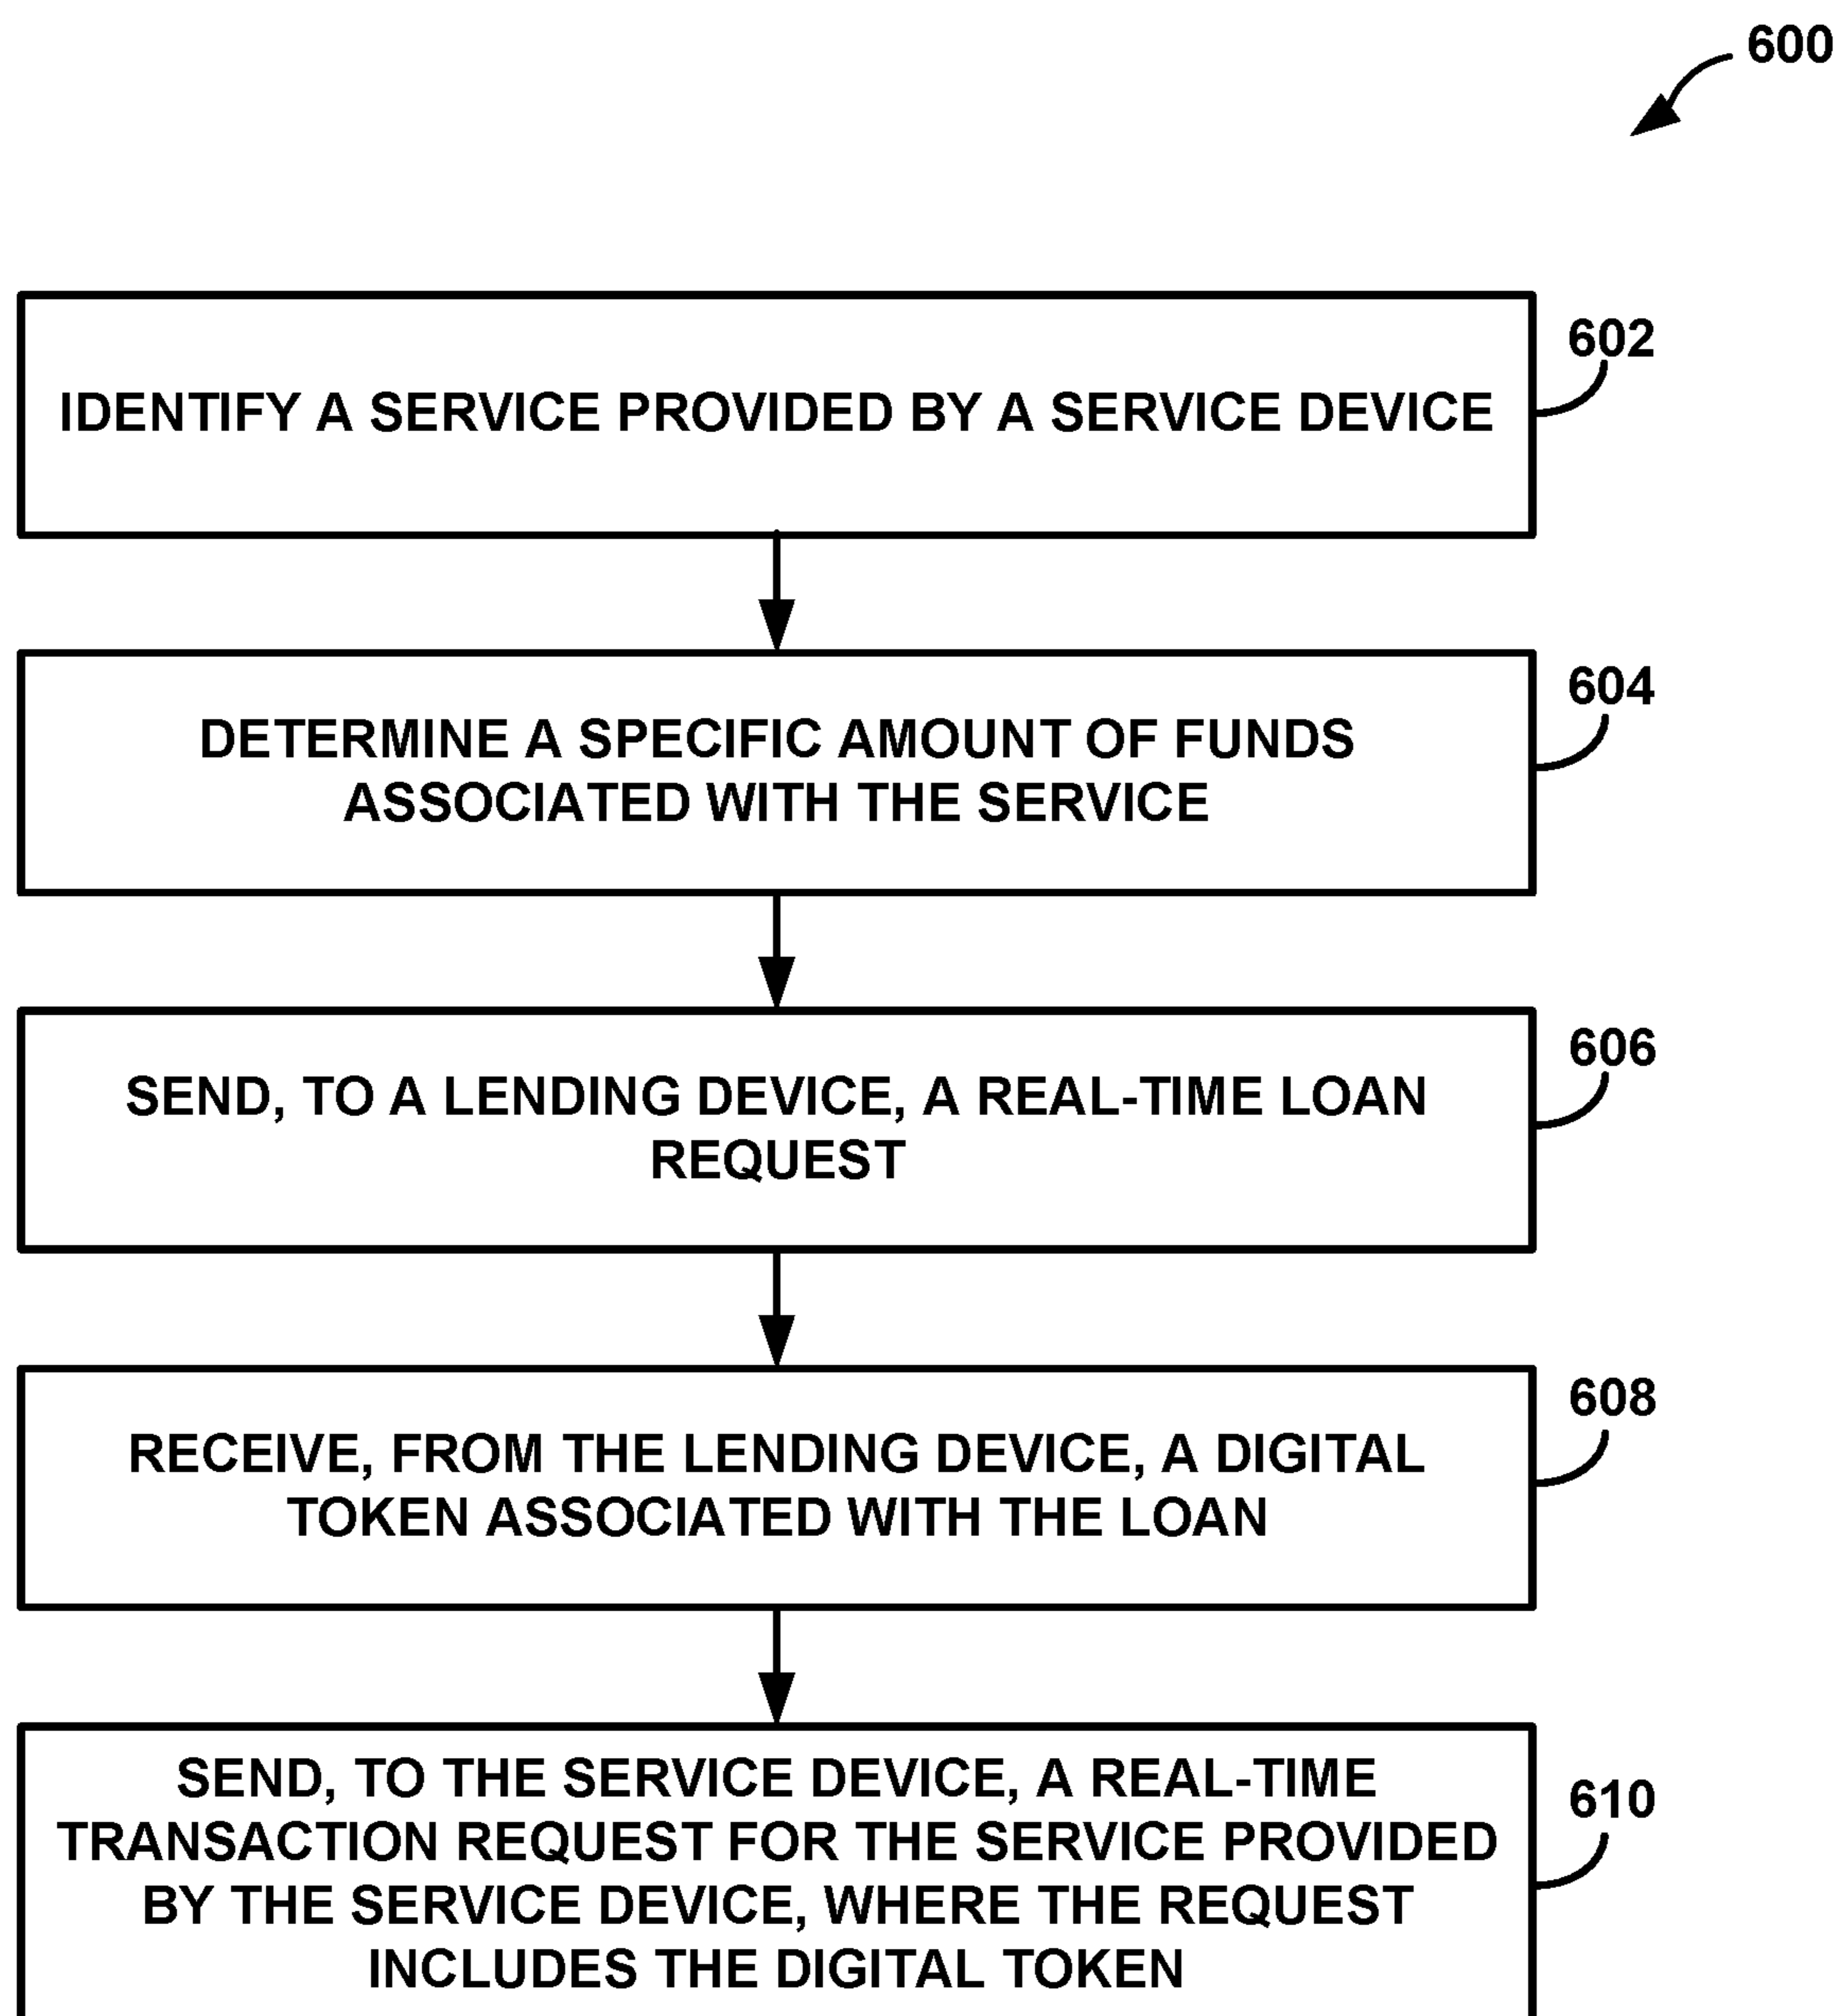 600
IDENTIFY A SERVICE PROVIDED BY A SERVICE DEVICE
602
DETERMINE A SPECIFIC AMOUNT OF FUNDS
ASSOCIATED WITH THE SERVICE
604
SEND, TO A LENDING DEVICE, A REAL-TIME LOAN
REQUEST
606
RECEIVE, FROM THE LENDING DEVICE, A DIGITAL
TOKEN ASSOCIATED WITH THE LOAN
608
SEND, TO THE SERVICE DEVICE, A REAL-TIME
TRANSACTION REQUEST FOR THE SERVICE PROVIDED
BY THE SERVICE DEVICE, WHERE THE REQUEST
INCLUDES THE DIGITAL TOKEN
610